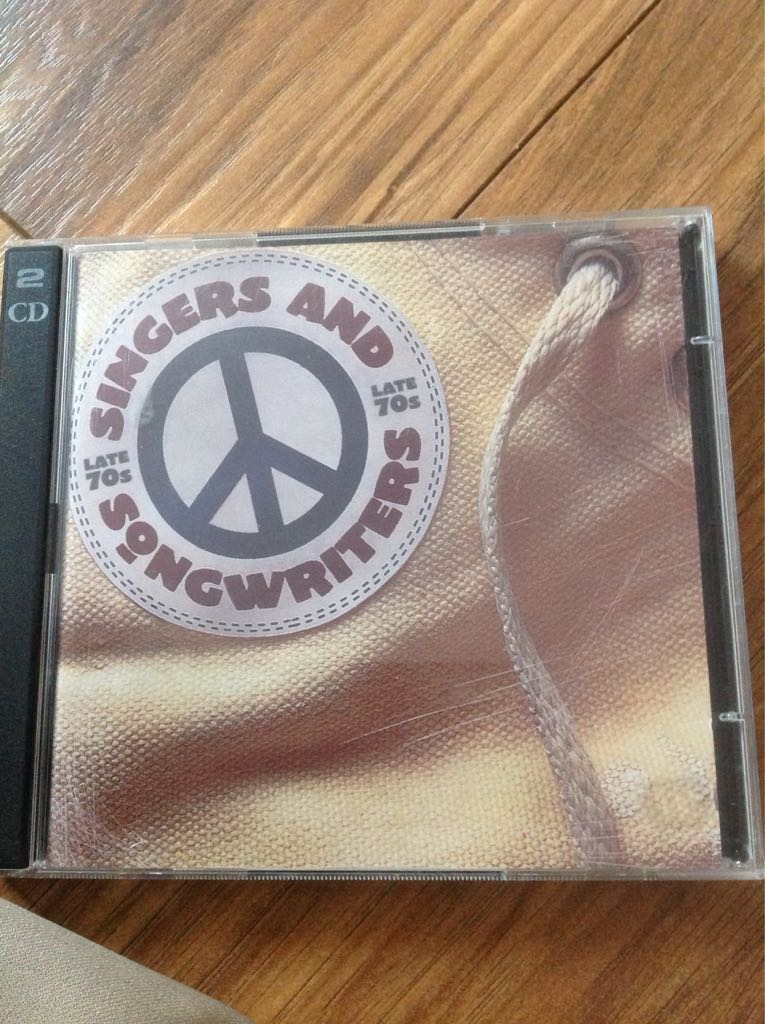 2
CD
SINGERS AND
LATE
70s
LATE
70s
SONGWRITERS